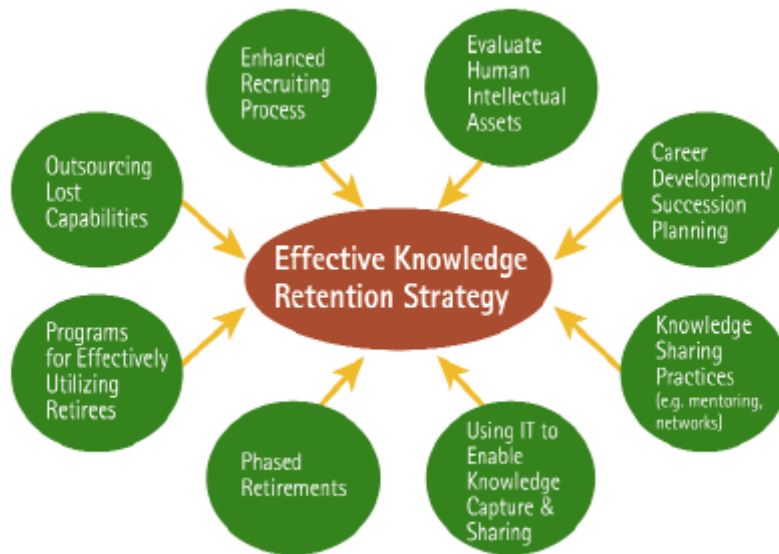 Enhanced
Recruiting
Process
Evaluate
Human
Intellectual
Assets
Outsourcing
Lost
Capabilities
Career
Development/
Succession
Planning
Effective Knowledge
Retention Strategy
Programs
for Effectively
Utilizing
Retirees
Knowledge
Sharing
Practices
(e.g. mentoring,
networks)
Phased
Retirements
Using IT to
Enable
Knowledge
Capture &
Sharing